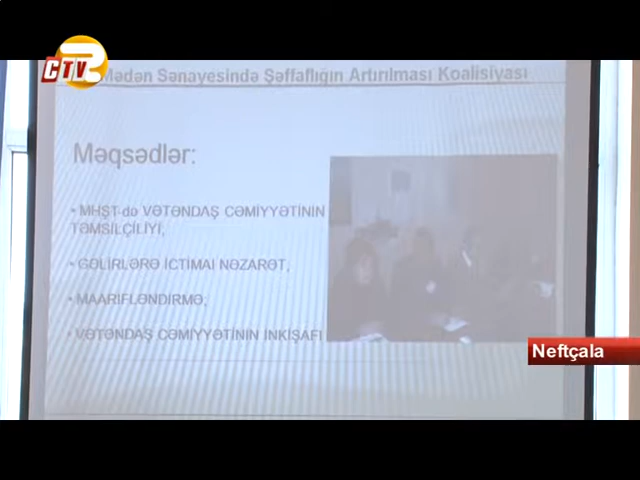 CTV
Mədən Sənayesində Şəffaflığın Artırılması Koalisiyası
Məqsədlər:
• MHŞT-də VƏTƏNDAŞ CƏMİYYƏTİNİN
TƏMSİLÇİLİYİ;
• GƏLİRLƏRƏ İCTİMAİ NƏZARƏT;
• MAARİFLƏNDİRMƏ;
• VƏTƏNDAŞ CƏMİYYƏTİNİN İNKİŞAFI
Neftçala